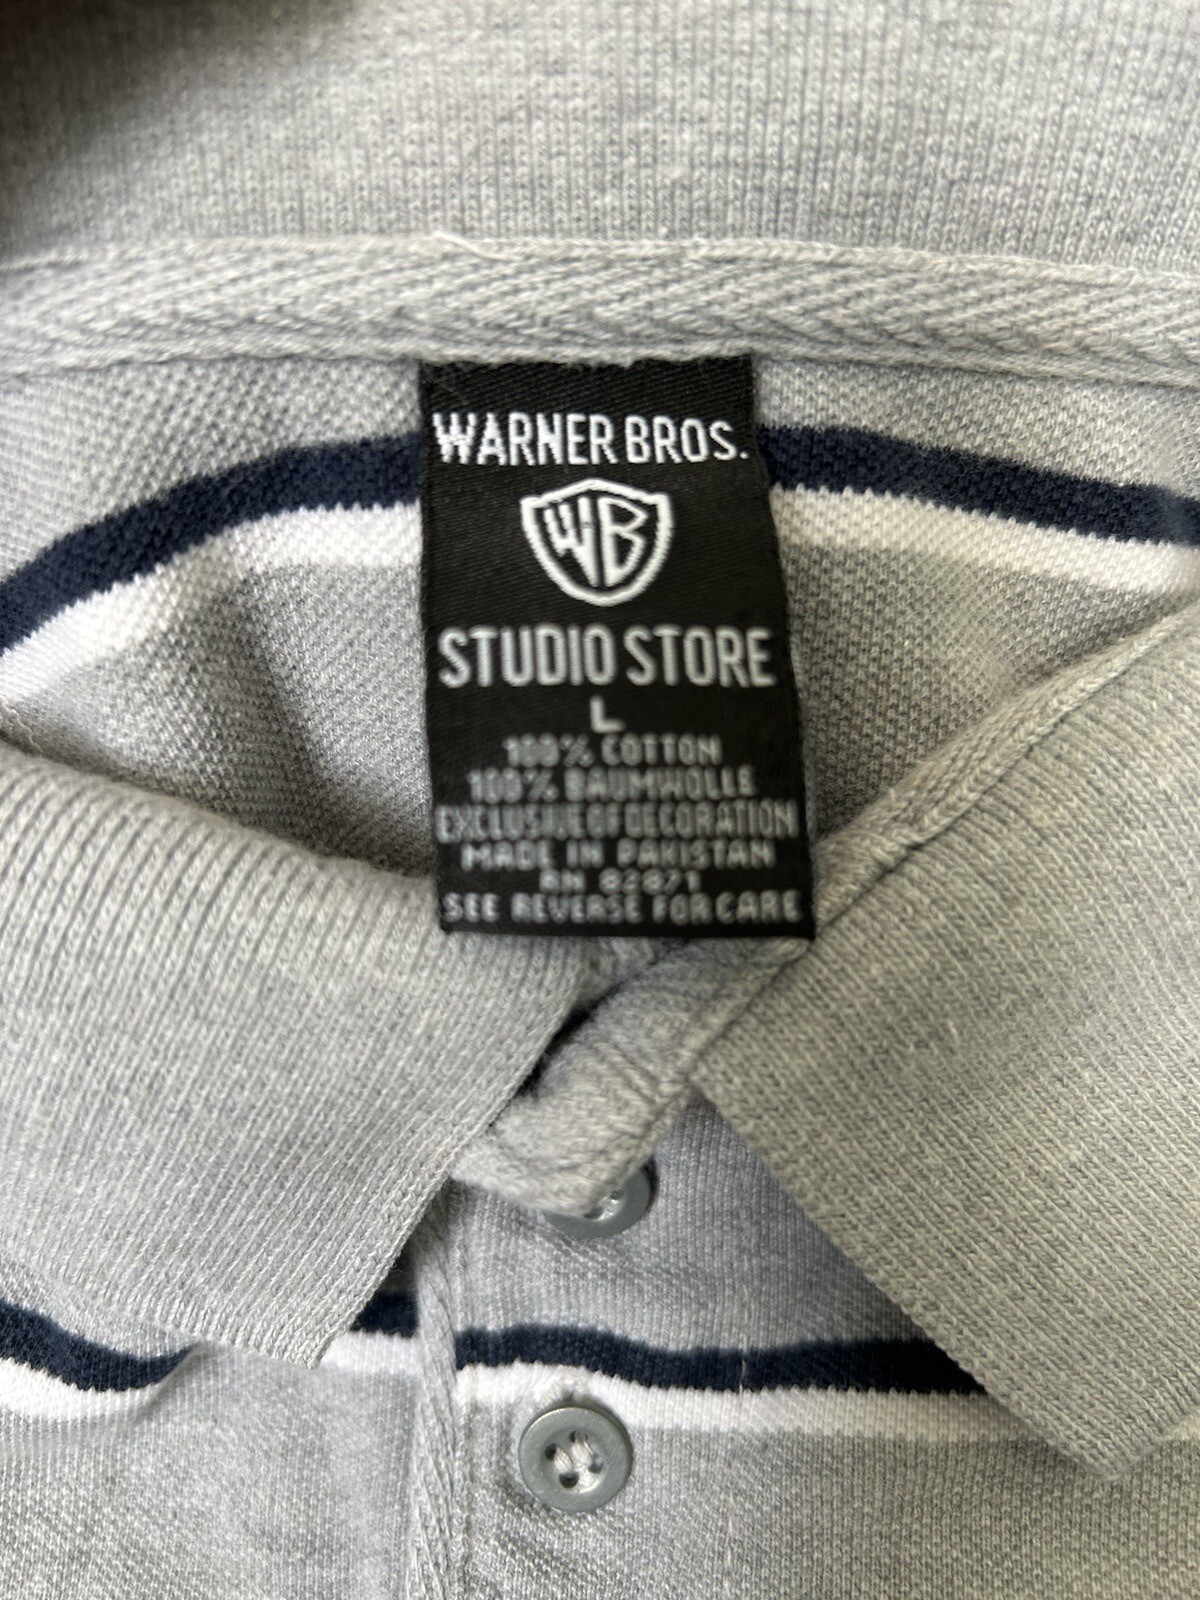 WARNER BROS.
WB
STUDIO STORE
L
100% COTTON
100% BAUMWOLLE
EXCLUSIVE OF DECORATION
MADE IN PAKISTAN
RN 82871
SEE REVERSE FOR CARE